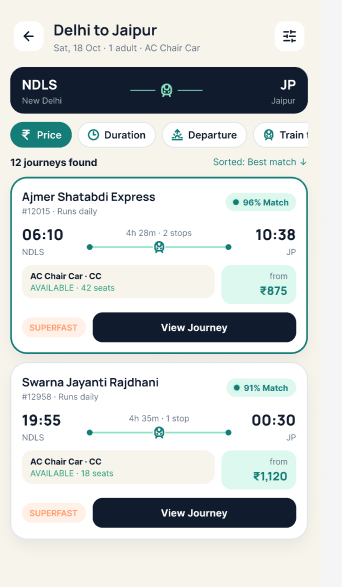 Delhi to Jaipur
Sat, 18 Oct · 1 adult · AC Chair Car
NDLS
JP
New Delhi
Jaipur
₹ Price
Duration
Departure
Train
12 journeys found
Sorted: Best match ↓
Ajmer Shatabdi Express
96% Match
#12015 · Runs daily
06:10
4h 28m · 2 stops
10:38
NDLS
JP
AC Chair Car · CC
AVAILABLE · 42 seats
from
₹875
SUPERFAST
View Journey
Swarna Jayanti Rajdhani
91% Match
#12958 · Runs daily
19:55
4h 35m · 1 stop
00:30
NDLS
JP
AC Chair Car · CC
AVAILABLE · 18 seats
from
₹1,120
SUPERFAST
View Journey